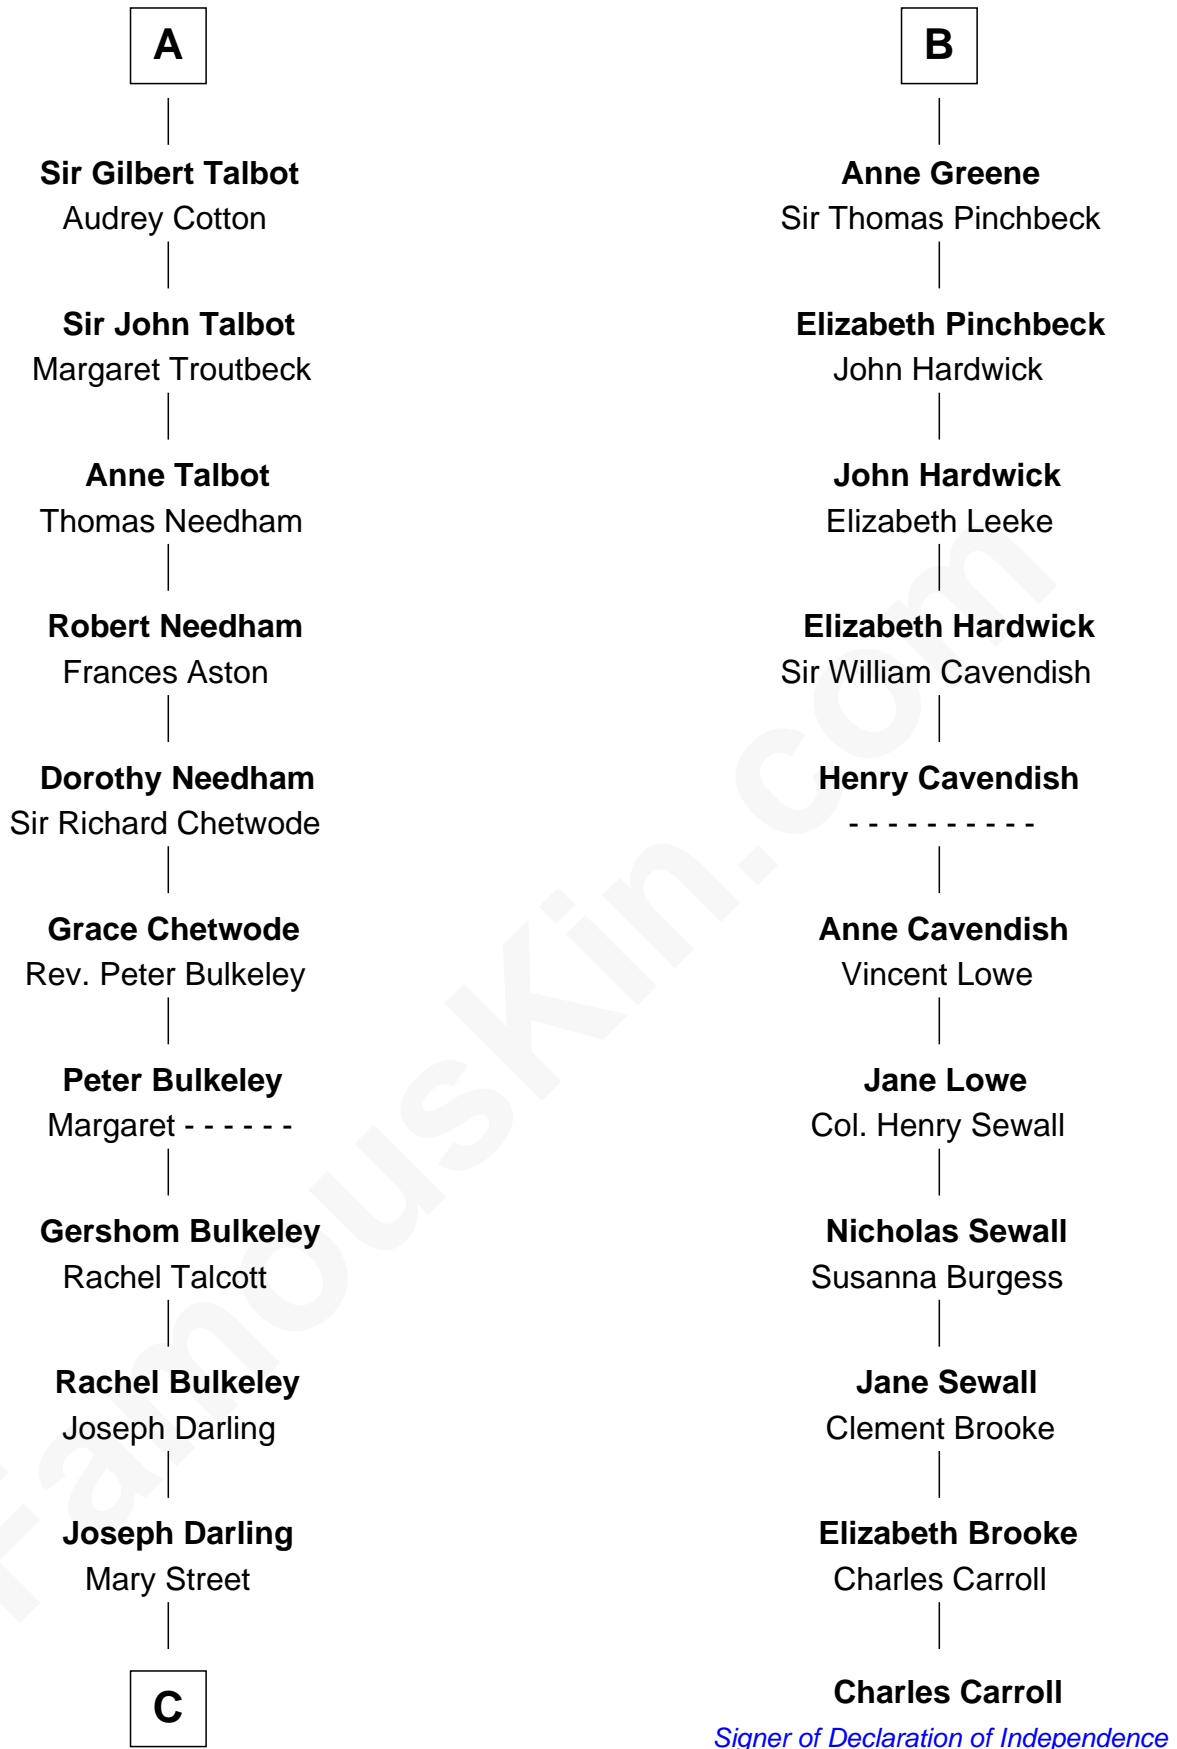 A
Sir Gilbert Talbot
Audrey Cotton
Sir John Talbot
Margaret Troutbeck
Anne Talbot
Thomas Needham
Robert Needham
Frances Aston
Dorothy Needham
Sir Richard Chetwode
Grace Chetwode
Rev. Peter Bulkeley
Peter Bulkeley
Margaret - - - - - -
Gershom Bulkeley
Rachel Talcott
Rachel Bulkeley
Joseph Darling
Joseph Darling
Mary Street
C
B
Anne Greene
Sir Thomas Pinchbeck
Elizabeth Pinchbeck
John Hardwick
John Hardwick
Elizabeth Leeke
Elizabeth Hardwick
Sir William Cavendish
Henry Cavendish
- - - - - - - - - -
Anne Cavendish
Vincent Lowe
Jane Lowe
Col. Henry Sewall
Nicholas Sewall
Susanna Burgess
Jane Sewall
Clement Brooke
Elizabeth Brooke
Charles Carroll
Charles Carroll
Signer of Declaration of Independence
FamousKin.com